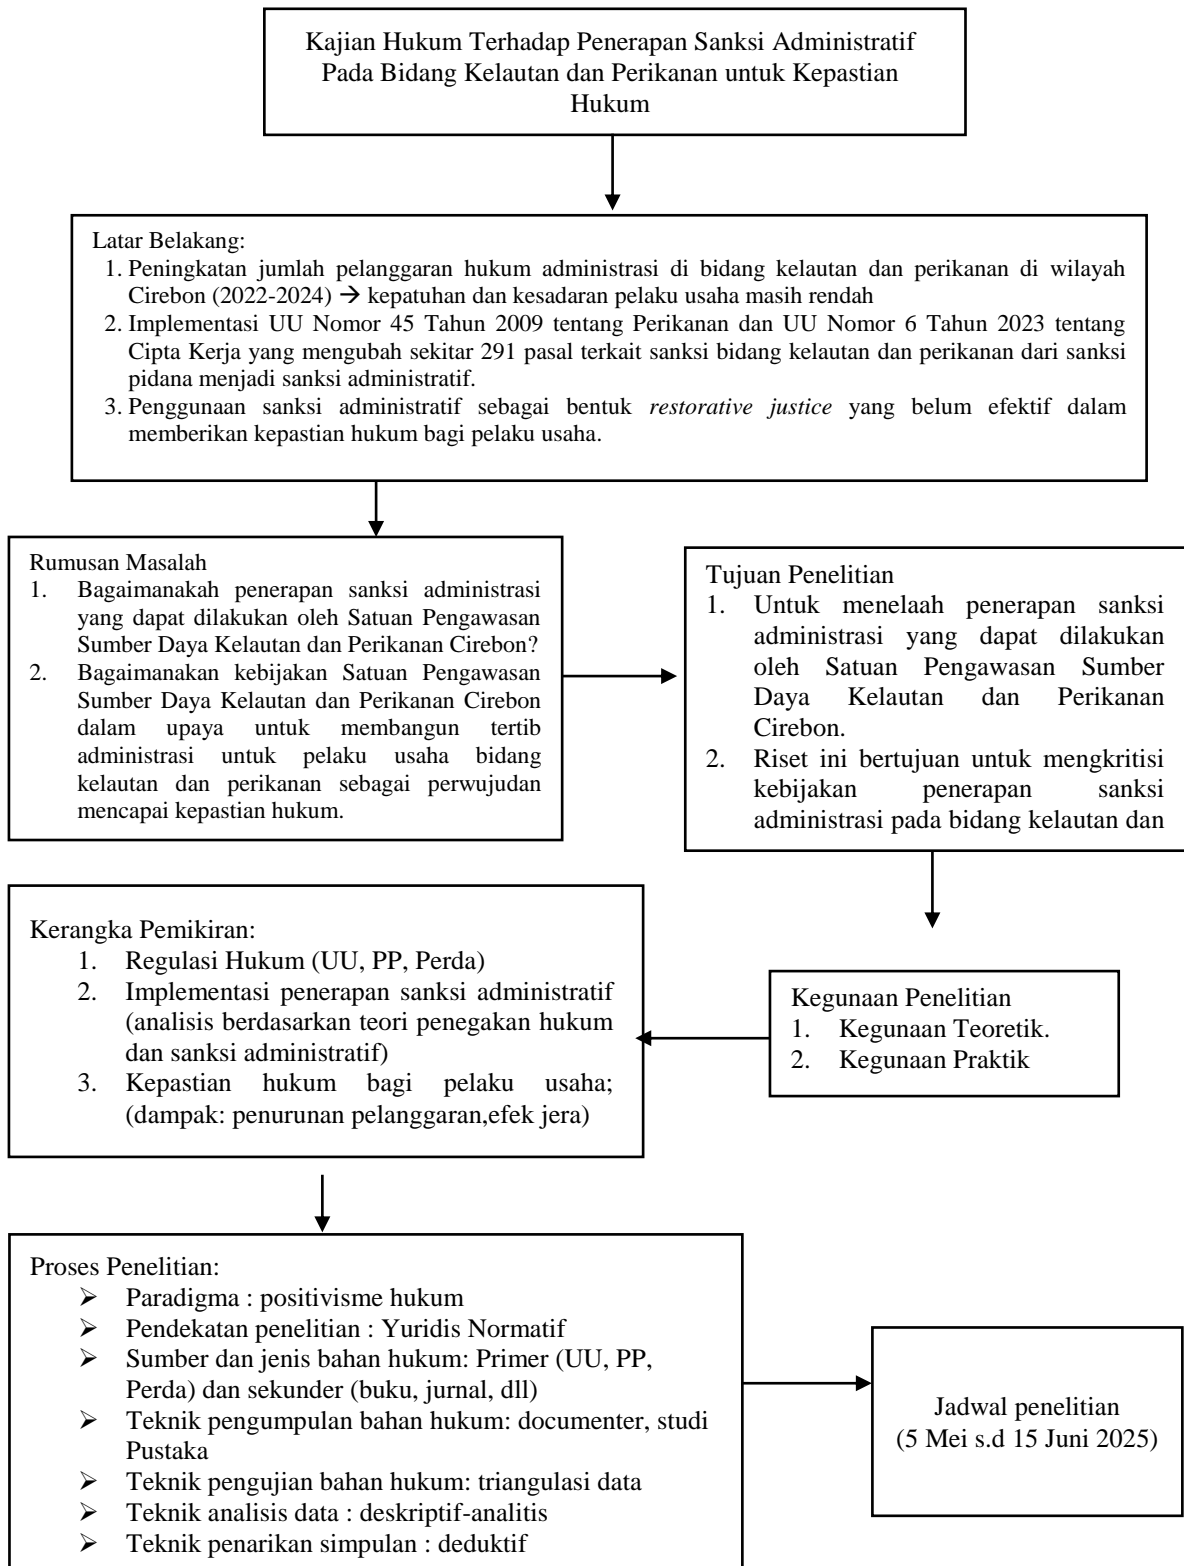 Kajian Hukum Terhadap Penerapan Sanksi Administratif
Pada Bidang Kelautan dan Perikanan untuk Kepastian
Hukum
Latar Belakang:
1. Peningkatan jumlah pelanggaran hukum administrasi di bidang kelautan dan perikanan di wilayah
Cirebon (2022-2024) → kepatuhan dan kesadaran pelaku usaha masih rendah
2. Implementasi UU Nomor 45 Tahun 2009 tentang Perikanan dan UU Nomor 6 Tahun 2023 tentang
Cipta Kerja yang mengubah sekitar 291 pasal terkait sanksi bidang kelautan dan perikanan dari sanksi
pidana menjadi sanksi administratif.
3. Penggunaan sanksi administratif sebagai bentuk restorative justice yang belum efektif dalam
memberikan kepastian hukum bagi pelaku usaha.
Rumusan Masalah
1. Bagaimanakah penerapan sanksi administrasi
yang dapat dilakukan oleh Satuan Pengawasan
Sumber Daya Kelautan dan Perikanan Cirebon?
2. Bagaimanakan kebijakan Satuan Pengawasan
Sumber Daya Kelautan dan Perikanan Cirebon
dalam upaya untuk membangun tertib
administrasi untuk pelaku usaha bidang
kelautan dan perikanan sebagai perwujudan
mencapai kepastian hukum.
Tujuan Penelitian
1. Untuk menelaah penerapan sanksi
administrasi yang dapat dilakukan
oleh Satuan Pengawasan Sumber
Daya Kelautan dan Perikanan
Cirebon.
2. Riset ini bertujuan untuk mengkritisi
kebijakan penerapan sanksi
administrasi pada bidang kelautan dan
Kerangka Pemikiran:
1. Regulasi Hukum (UU, PP, Perda)
2. Implementasi penerapan sanksi administratif
(analisis berdasarkan teori penegakan hukum
dan sanksi administratif)
3. Kepastian hukum bagi pelaku usaha;
(dampak: penurunan pelanggaran,efek jera)
Kegunaan Penelitian
1. Kegunaan Teoretik.
2. Kegunaan Praktik
Proses Penelitian:
➢ Paradigma : positivisme hukum
➢ Pendekatan penelitian : Yuridis Normatif
➢ Sumber dan jenis bahan hukum: Primer (UU, PP,
Perda) dan sekunder (buku, jurnal, dll)
➢ Teknik pengumpulan bahan hukum: documenter, studi
Pustaka
➢ Teknik pengujian bahan hukum: triangulasi data
➢ Teknik analisis data : deskriptif-analitis
➢ Teknik penarikan simpulan : deduktif
Jadwal penelitian
(5 Mei s.d 15 Juni 2025)